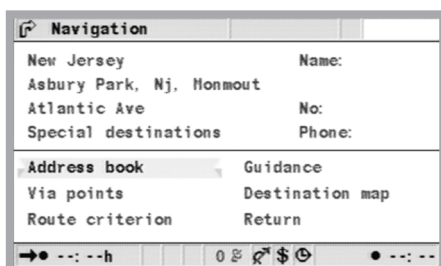 Navigation
New Jersey Name:
Asbury Park, Nj, Monmout
Atlantic Ave No:
Special destinations Phone:
Address book Guidance
Via points Destination map
Route criterion Return
--:--h 0 $ --:--